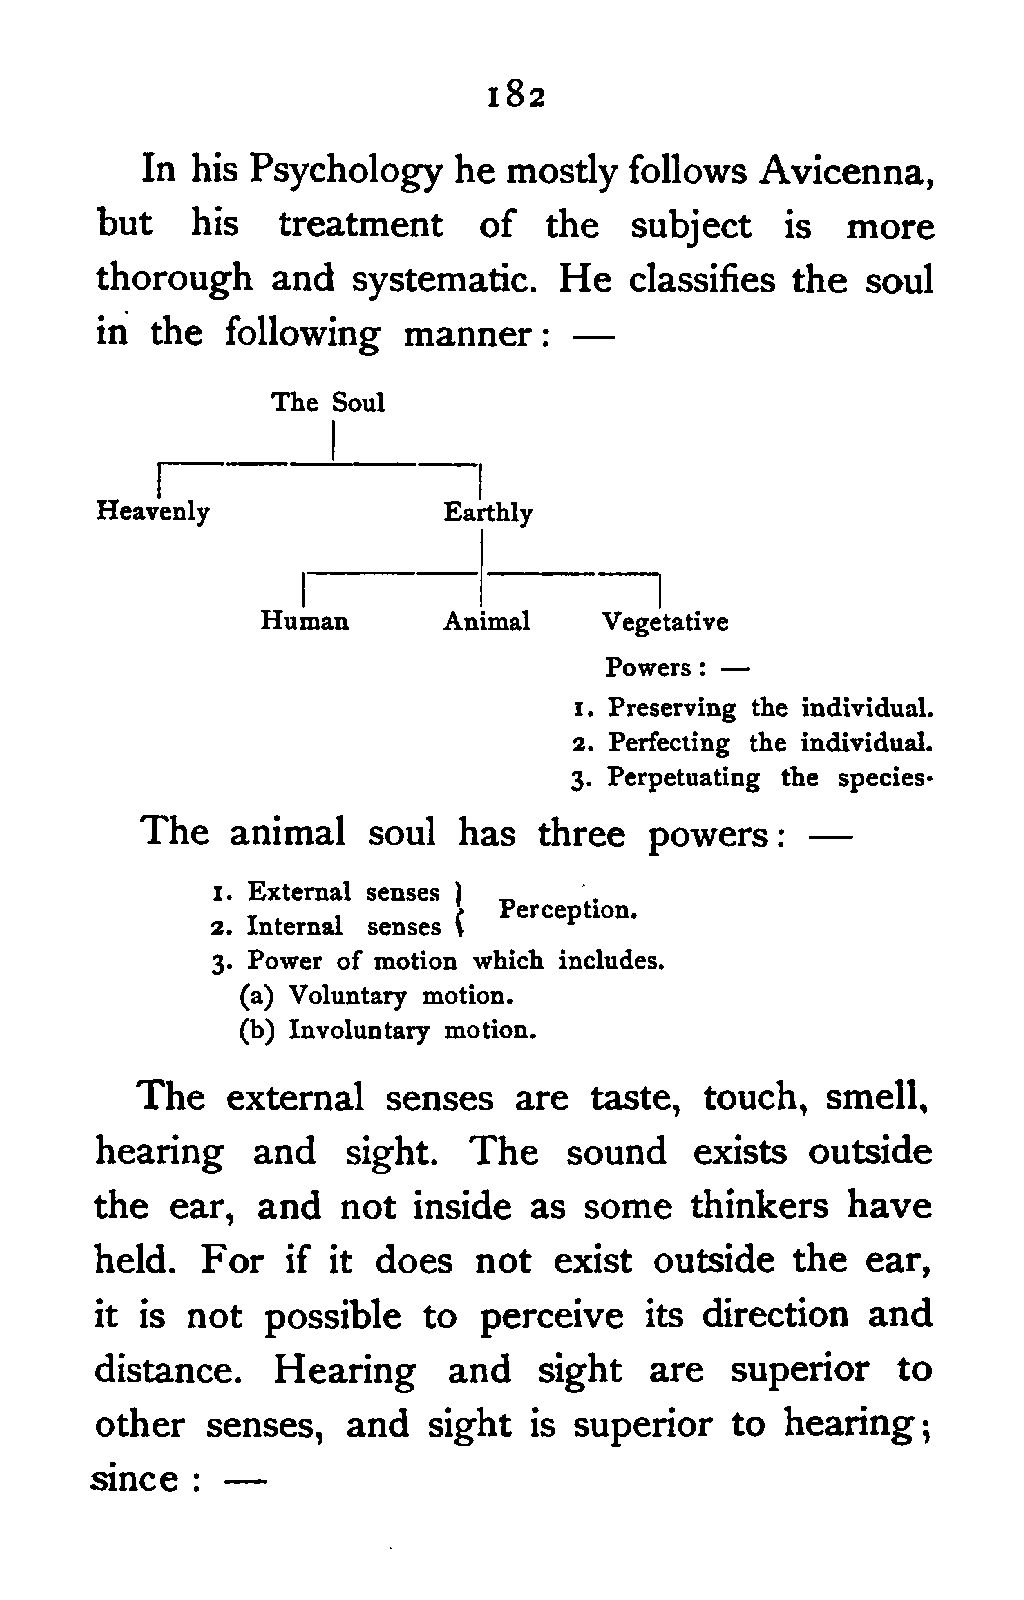 182
In his Psychology he mostly follows Avicenna,
but his treatment of the subject is more
thorough and systematic. He classifies the soul
in the following manner: —
The Soul
Heavenly Earthly
Human Animal Vegetative
Powers: —
1. Preserving the individual.
2. Perfecting the individual.
3. Perpetuating the species.
The animal soul has three powers: —
1. External senses } Perception.
2. Internal senses
3. Power of motion which includes.
(a) Voluntary motion.
(b) Involuntary motion.
The external senses are taste, touch, smell,
hearing and sight. The sound exists outside
the ear, and not inside as some thinkers have
held. For if it does not exist outside the ear,
it is not possible to perceive its direction and
distance. Hearing and sight are superior to
other senses, and sight is superior to hearing;
since : —